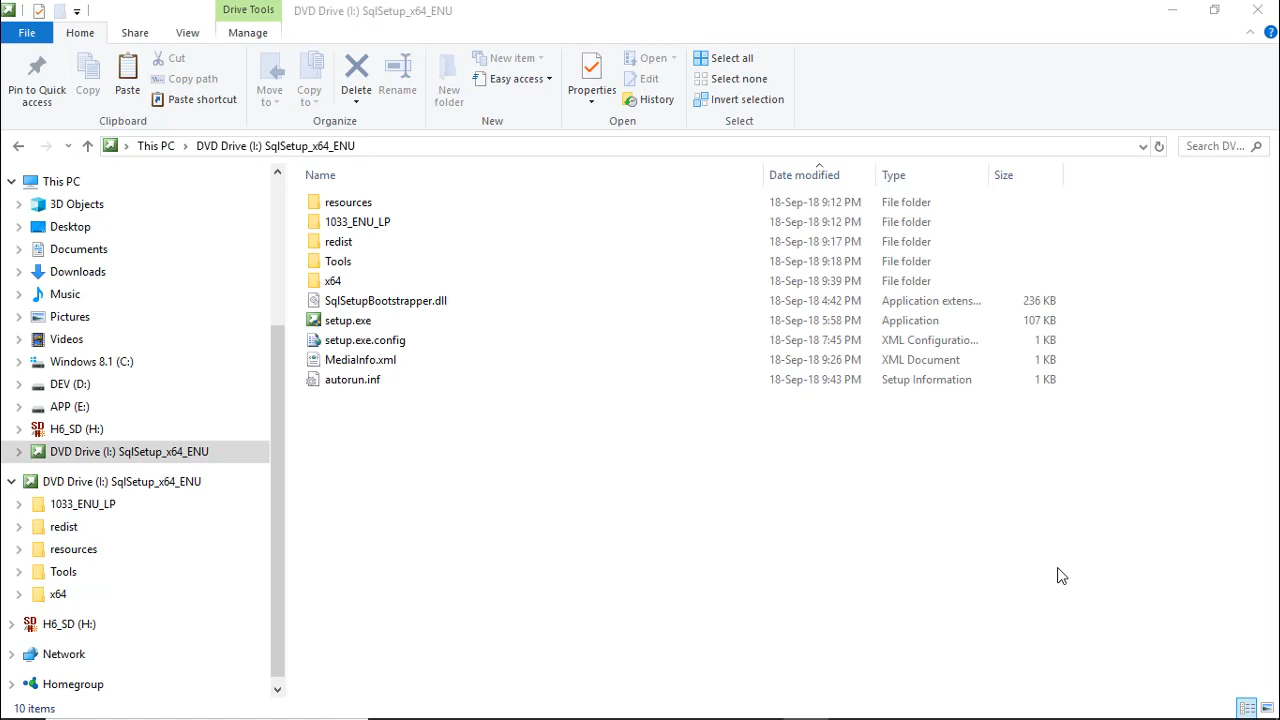 Drive Tools
DVD Drive (I:) SqlSetup_x64_ENU
File
Home
Share
View
Manage
Pin to Quick access
Copy
Paste
Cut
Copy path
Paste shortcut
Clipboard
Move to
Copy to
Delete
Rename
Organize
New folder
New item
Easy access
New
Properties
Open
Edit
History
Open
Select all
Select none
Invert selection
Select
This PC
DVD Drive (I:) SqlSetup_x64_ENU
Search DV...
This PC
3D Objects
Desktop
Documents
Downloads
Music
Pictures
Videos
Windows 8.1 (C:)
DEV (D:)
APP (E:)
H6_SD (H:)
DVD Drive (I:) SqlSetup_x64_ENU
DVD Drive (I:) SqlSetup_x64_ENU
1033_ENU_LP
redist
resources
Tools
x64
H6_SD (H:)
Network
Homegroup
Name Date modified Type Size
resources 18-Sep-18 9:12 PM File folder
1033_ENU_LP 18-Sep-18 9:12 PM File folder
redist 18-Sep-18 9:17 PM File folder
Tools 18-Sep-18 9:18 PM File folder
x64 18-Sep-18 9:39 PM File folder
SqlSetupBootstrapper.dll 18-Sep-18 4:42 PM Application extens... 236 KB
setup.exe 18-Sep-18 5:58 PM Application 107 KB
setup.exe.config 18-Sep-18 7:45 PM XML Configuratio... 1 KB
MediaInfo.xml 18-Sep-18 9:26 PM XML Document 1 KB
autorun.inf 18-Sep-18 9:43 PM Setup Information 1 KB
10 items